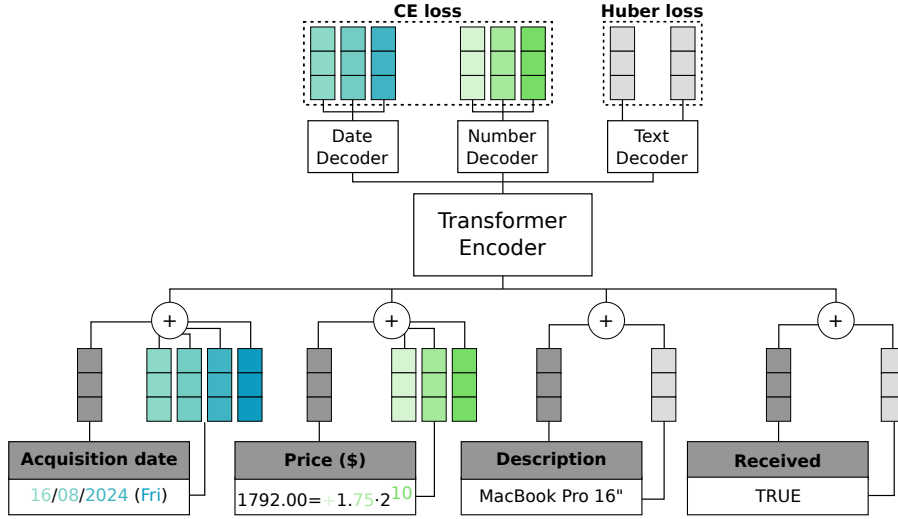 CE loss
Huber loss
Date
Decoder
Number
Decoder
Text
Decoder
Transformer
Encoder
+
+
+
+
Acquisition date
Price ($)
Description
Received
16/08/2024 (Fri)
1792.00=+1.75·2^10
MacBook Pro 16"
TRUE